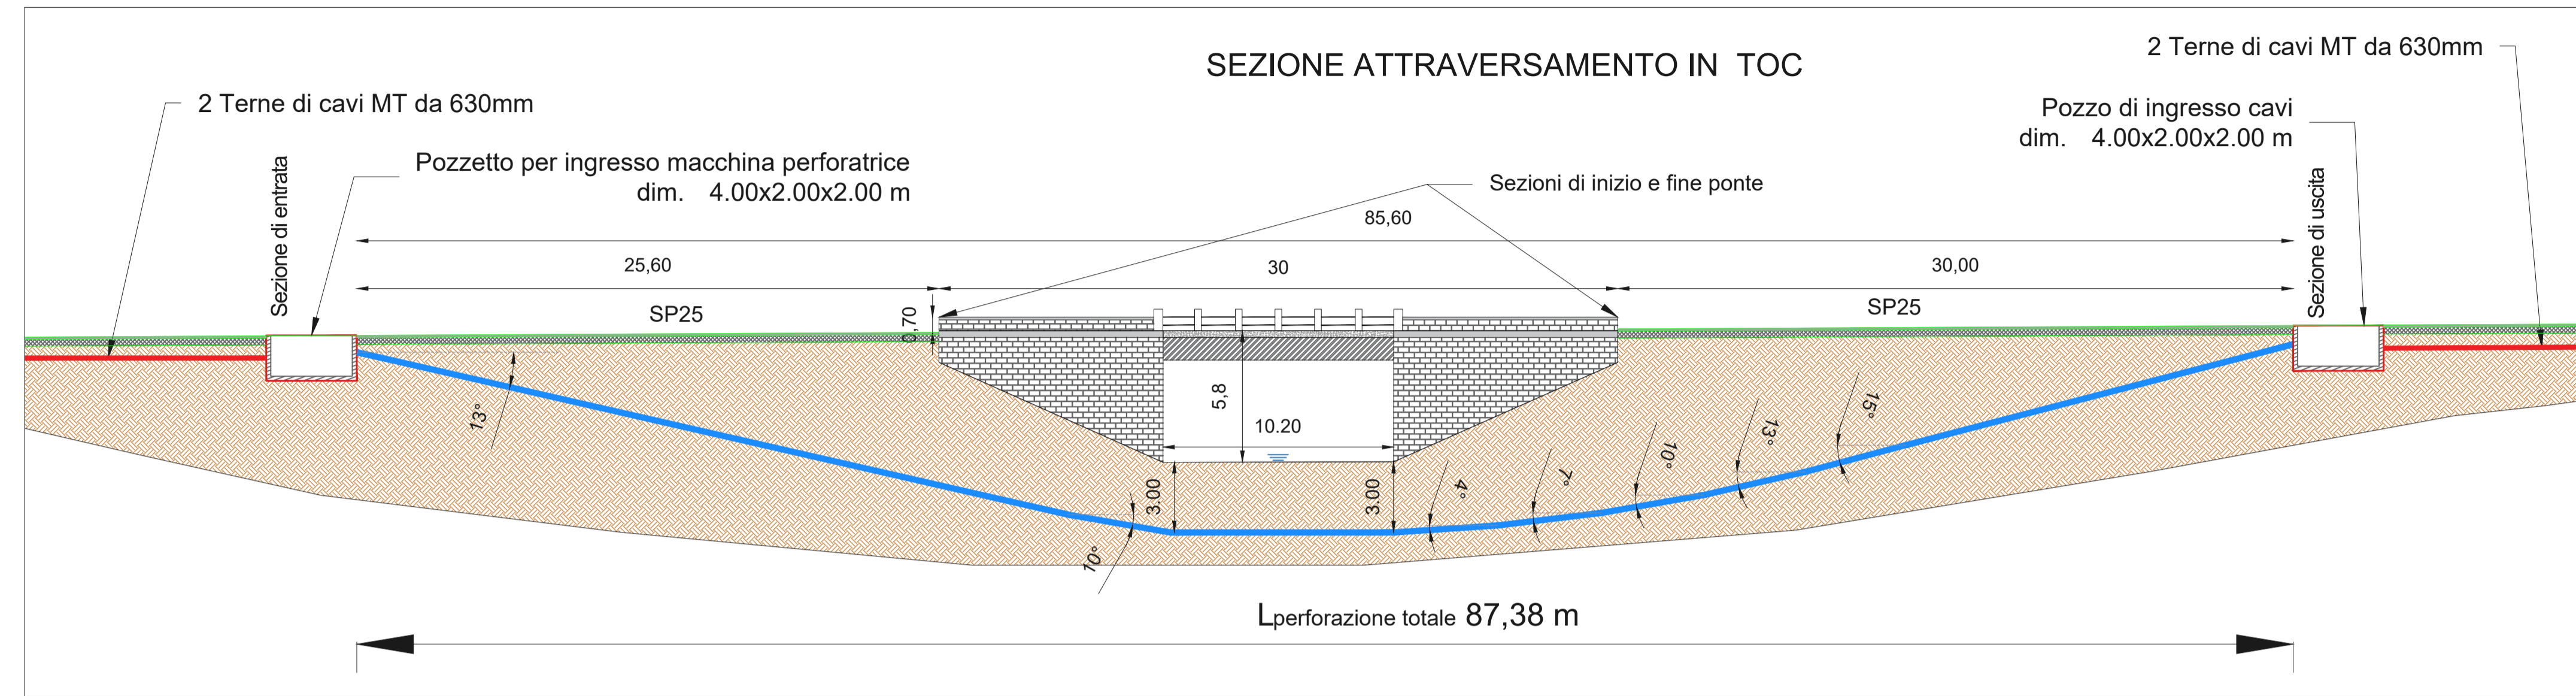 SEZIONE ATTRAVERSAMENTO IN TOC
2 Terne di cavi MT da 630mm
2 Terne di cavi MT da 630mm
Pozzo di ingresso cavi
dim. 4.00x2.00x2.00 m
Pozzetto per ingresso macchina perforatrice
dim. 4.00x2.00x2.00 m
Sezione di entrata
Sezioni di inizio e fine ponte
Sezione di uscita
85,60
25,60
30
30,00
SP25
0,70
SP25
5,8
10.20
13°
15°
13°
10°
7°
4°
3.00
3.00
10°
Lperforazione totale 87,38 m